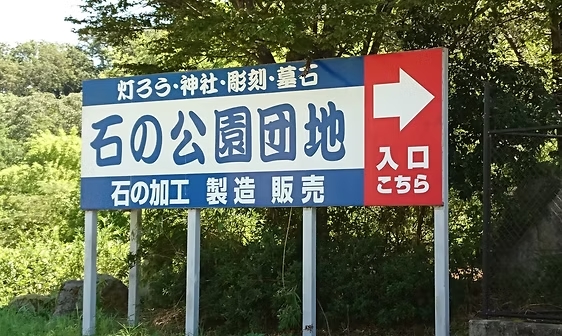 灯ろう・神社・彫刻・墓石
石の公園団地
石の加工 製造 販売
入口
こちら